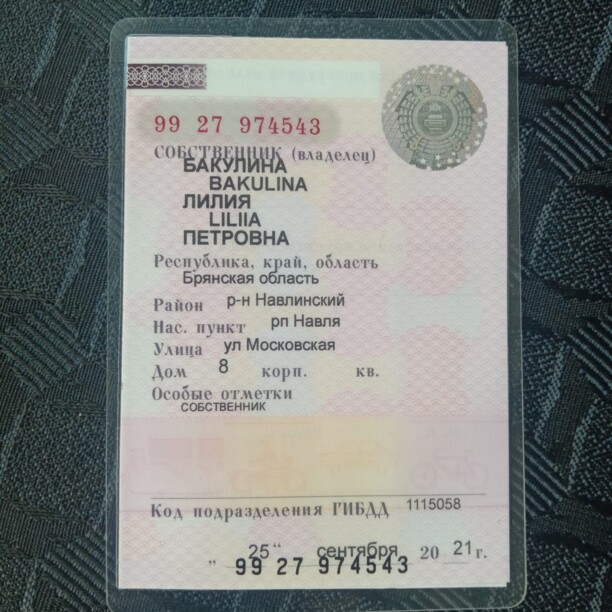 99 27 974543
СОБСТВЕННИК (владелец)
БАКУЛИНА
BAKULINA
ЛИЛИЯ
LILIIA
ПЕТРОВНА
Республика, край, область
Брянская область
Район р-н Навлинский
Нас. пункт рп Навля
Улица ул Московская
Дом 8 корп. кв.
Особые отметки
СОБСТВЕННИК
Код подразделения ГИБДД 1115058
" 25 " сентября 20 21 г.
99 27 974543